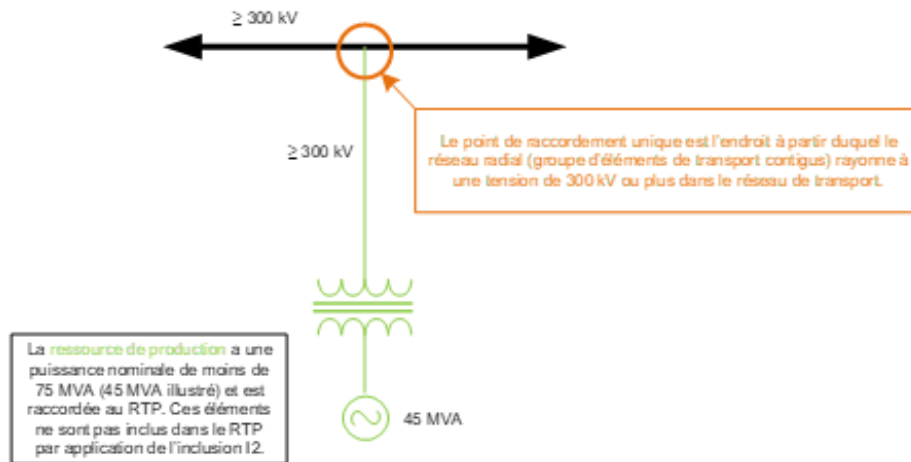 ≥ 300 kV
≥ 300 kV
Le point de raccordement unique est l'endroit à partir duquel le
réseau radial (groupe d'éléments de transport contigus) rayonne à
une tension de 300 kV ou plus dans le réseau de transport.
La ressource de production a une
puissance nominale de moins de
75 MVA (45 MVA illustré) et est
raccordée au RTP. Ces éléments
ne sont pas inclus dans le RTP
par application de l'inclusion I2.
45 MVA